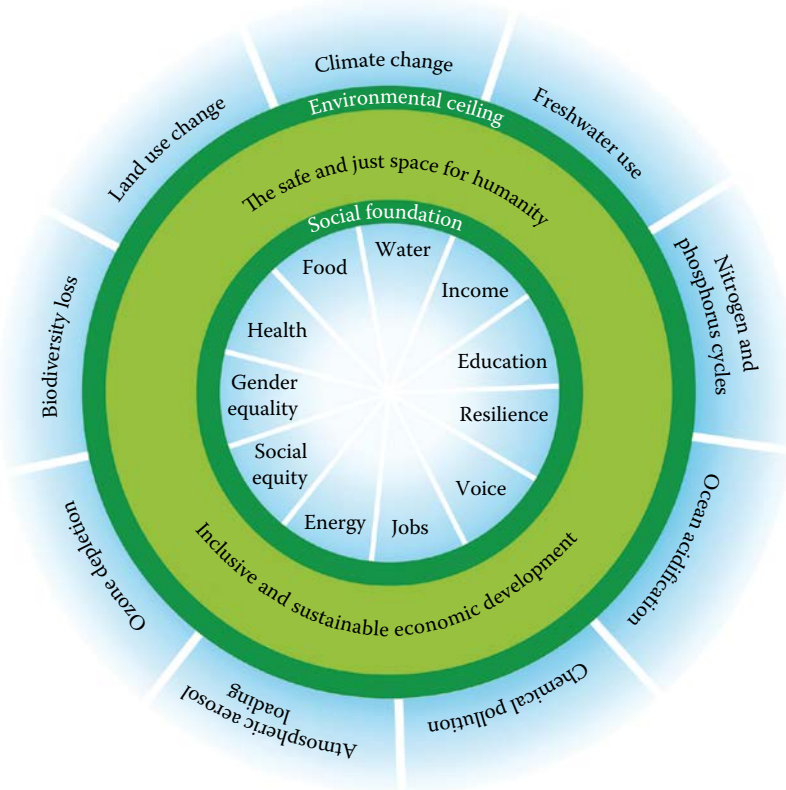 Climate change
Freshwater use
Nitrogen and
phosphorus cycles
Ocean acidification
Chemical pollution
Atmospheric aerosol
loading
Ozone depletion
Biodiversity loss
Land use change
Environmental ceiling
The safe and just space for humanity
Social foundation
Water
Income
Education
Resilience
Voice
Jobs
Energy
Social
equity
Gender
equality
Health
Food
Inclusive and sustainable economic development